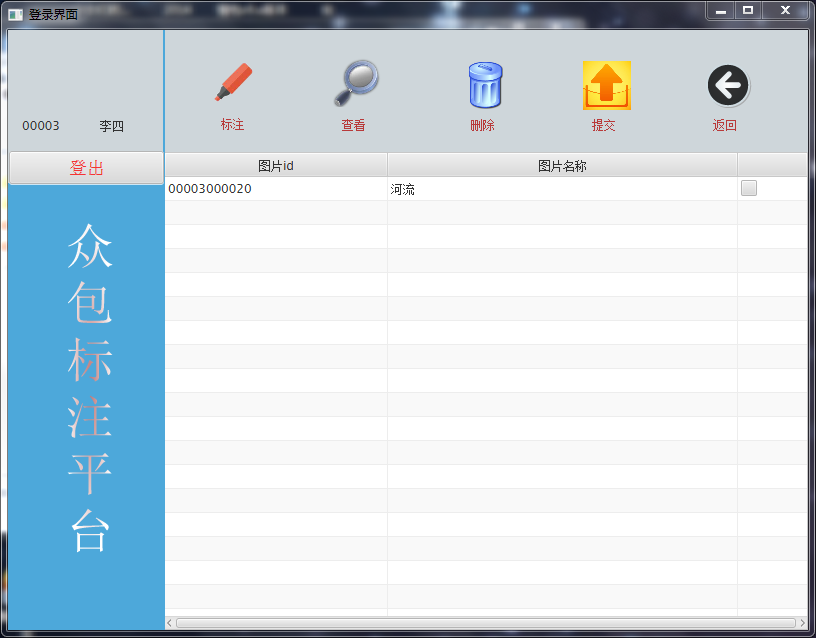 登录界面
00003 李四
标注 查看 删除 提交 返回
登出
图片id 图片名称
00003000020 河流
众
包
标
注
平
台